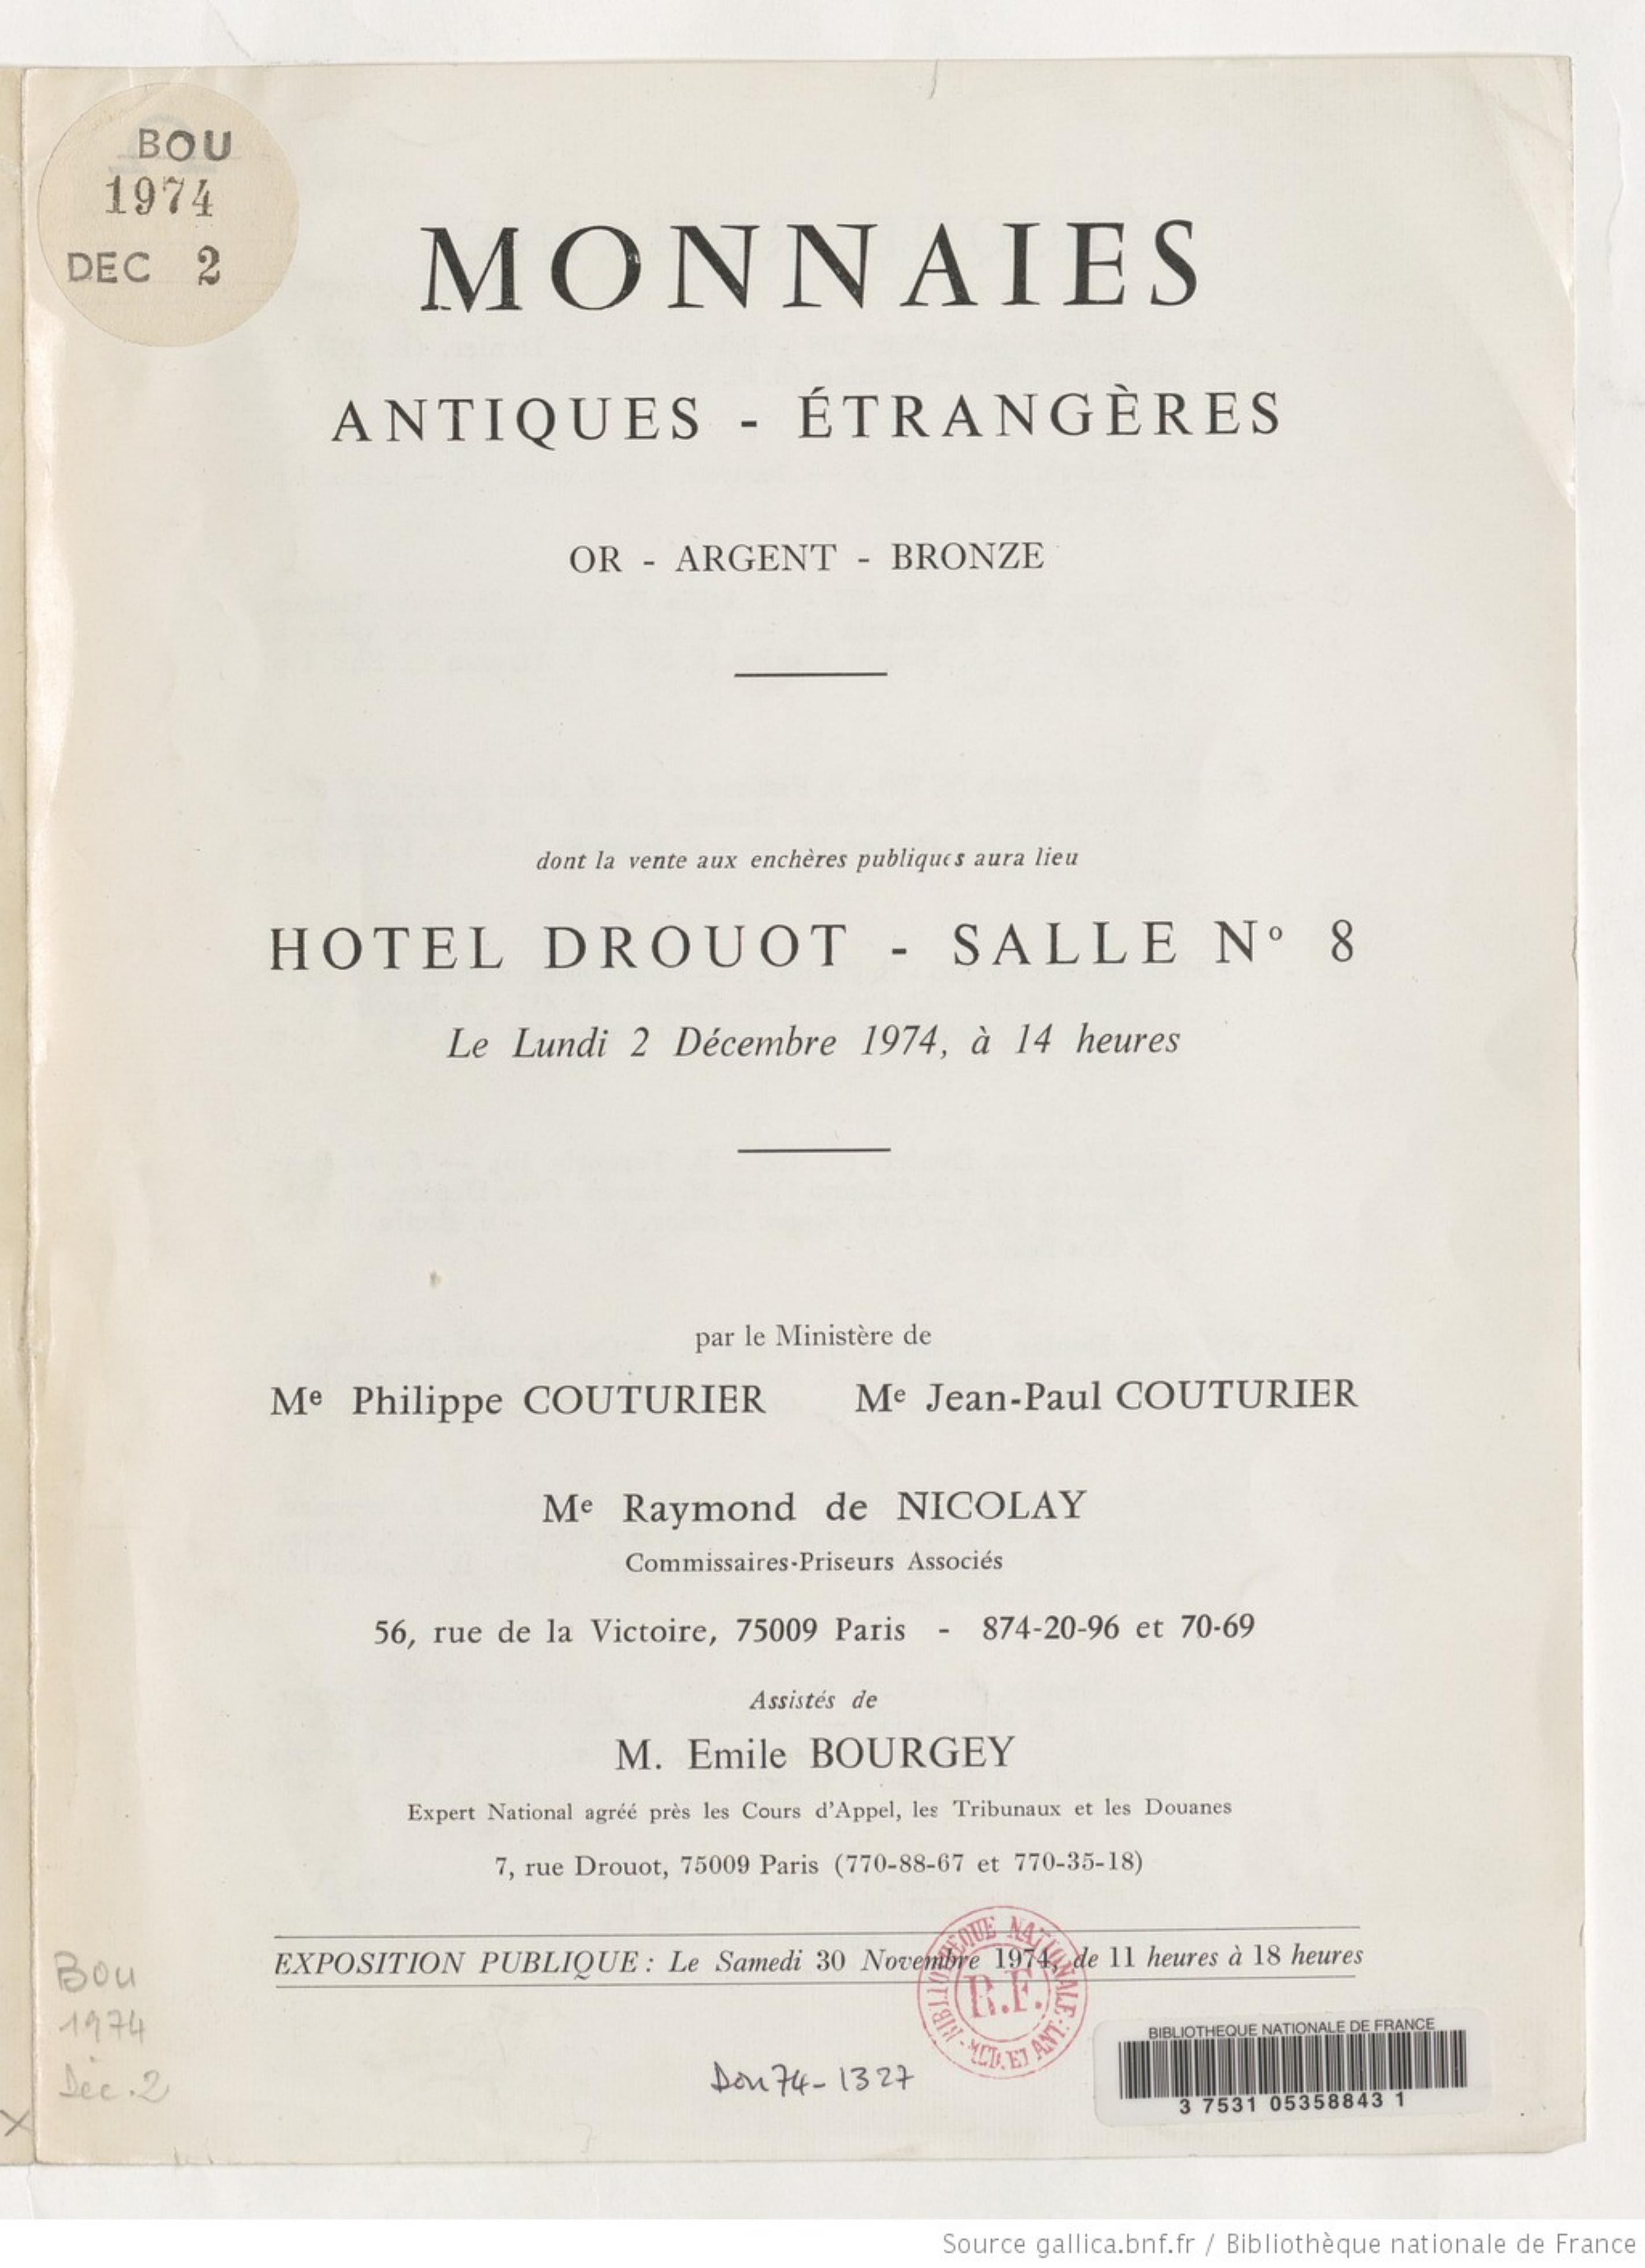 BOU
1974
DEC 2
MONNAIES
ANTIQUES - ÉTRANGÈRES
OR - ARGENT - BRONZE
dont la vente aux enchères publiques aura lieu
HOTEL DROUOT - SALLE Nº 8
Le Lundi 2 Décembre 1974, à 14 heures
par le Ministère de
Me Philippe COUTURIER Me Jean-Paul COUTURIER
Me Raymond de NICOLAY
Commissaires-Priseurs Associés
56, rue de la Victoire, 75009 Paris - 874-20-96 et 70-69
Assistés de
M. Emile BOURGEY
Expert National agréé près les Cours d'Appel, les Tribunaux et les Douanes
7, rue Drouot, 75009 Paris (770-88-67 et 770-35-18)
EXPOSITION PUBLIQUE : Le Samedi 30 Novembre 1974, de 11 heures à 18 heures
BIBLIOTHEQUE NATIONALE
R.F.
MED. ET ANT.
Bou
1974
Déc. 2
X
Don 74-1327
BIBLIOTHEQUE NATIONALE DE FRANCE
3 7531 05358843 1
Source gallica.bnf.fr / Bibliothèque nationale de France